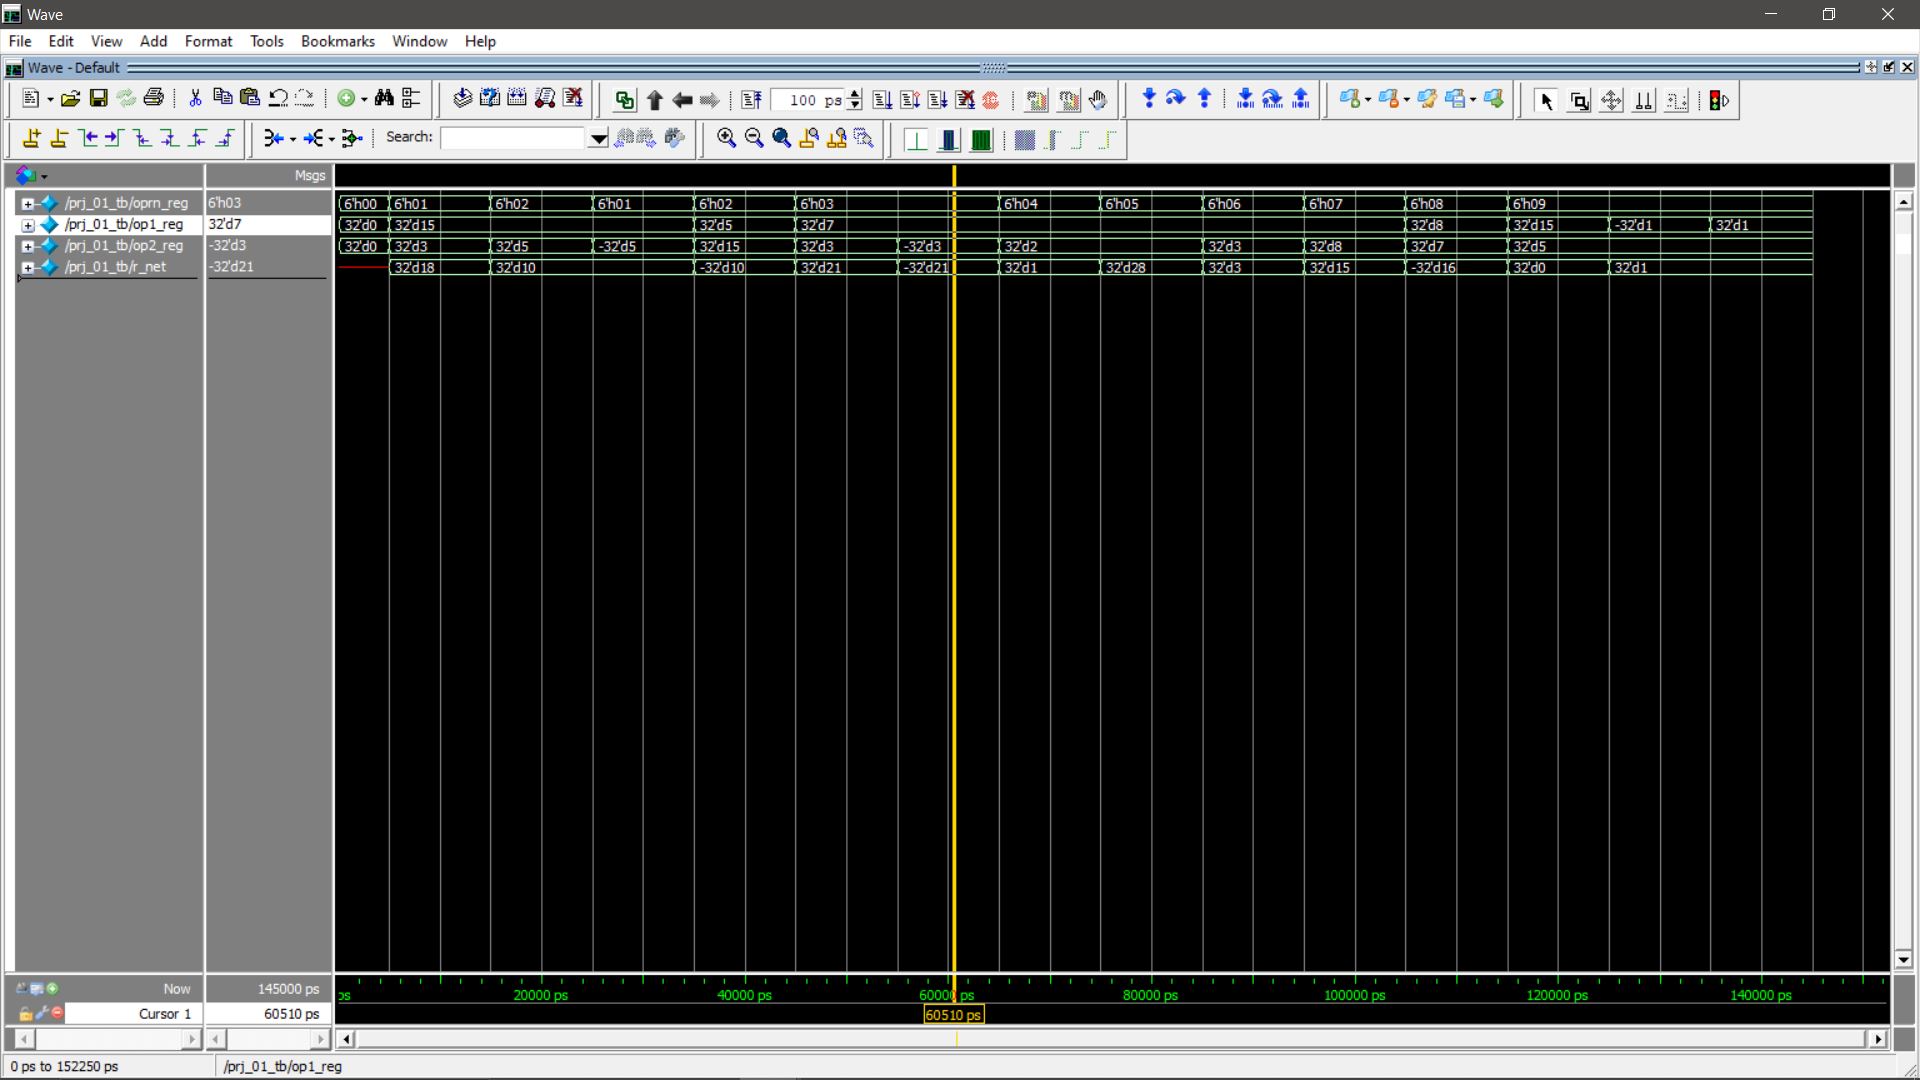 Wave
File Edit View Add Format Tools Bookmarks Window Help
Wave - Default
100 ps
Search:
Msgs
/prj_01_tb/oprn_reg 6'h03 6'h00 6'h01 6'h02 6'h01 6'h02 6'h03 6'h04 6'h05 6'h06 6'h07 6'h08 6'h09
/prj_01_tb/op1_reg 32'd7 32'd0 32'd15 32'd5 32'd7 32'd8 32'd15 -32'd1 32'd1
/prj_01_tb/op2_reg -32'd3 32'd0 32'd3 32'd5 -32'd5 32'd15 32'd3 -32'd3 32'd2 32'd3 32'd8 32'd7 32'd5
/prj_01_tb/r_net -32'd21 32'd18 32'd10 -32'd10 32'd21 -32'd21 32'd1 32'd28 32'd3 32'd15 -32'd16 32'd0 32'd1
Now 145000 ps ps 20000 ps 40000 ps 60000 ps 80000 ps 100000 ps 120000 ps 140000 ps
Cursor 1 60510 ps 60510 ps
0 ps to 152250 ps /prj_01_tb/op1_reg